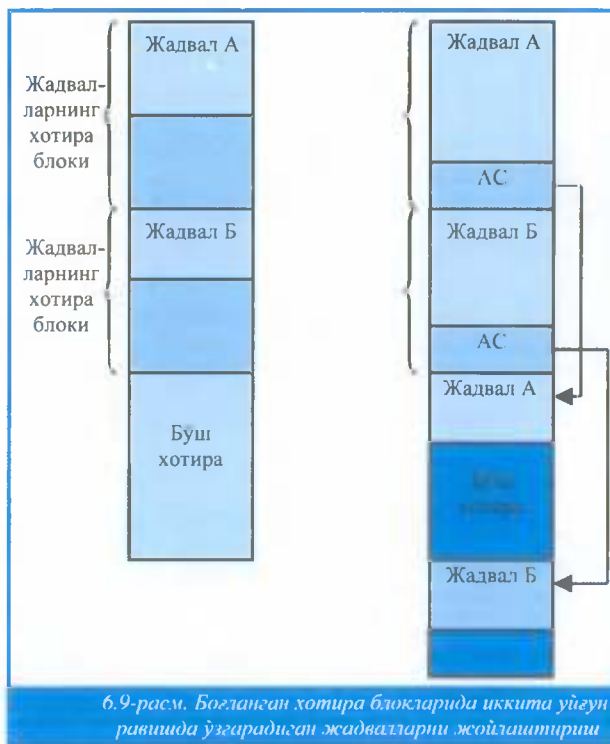 Жадвал А
Жадвал-
ларнинг
хотира
блоки
Жадвал Б
Жадвал-
ларнинг
хотира
блоки
Буш
хотира
Жадвал А
АС
Жадвал Б
АС
Жадвал А
Жадвал Б
6.9-расм. Боғланган хотира блокларида иккита уйғун
равишда ўзгарадиган жадвалларни жойлаштириш